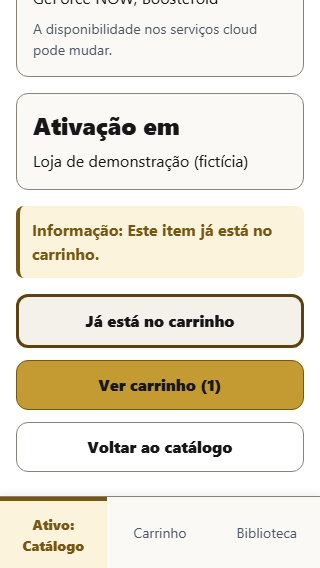 GeForce NOW, Boosteroid
A disponibilidade nos serviços cloud
pode mudar.
Ativação em
Loja de demonstração (fictícia)
Informação: Este item já está no
carrinho.
Já está no carrinho
Ver carrinho (1)
Voltar ao catálogo
Ativo:
Catálogo
Carrinho
Biblioteca